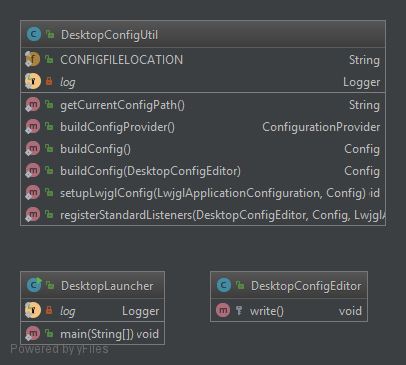 DesktopConfigUtil
CONFIGFILELOCATION String
log Logger
getCurrentConfigPath() String
buildConfigProvider() ConfigurationProvider
buildConfig() Config
buildConfig(DesktopConfigEditor) Config
setupLwjglConfig(LwjglApplicationConfiguration, Config) id
registerStandardListeners(DesktopConfigEditor, Config, LwjglA
DesktopLauncher
log Logger
main(String[]) void
DesktopConfigEditor
write() void
Powered by yFiles